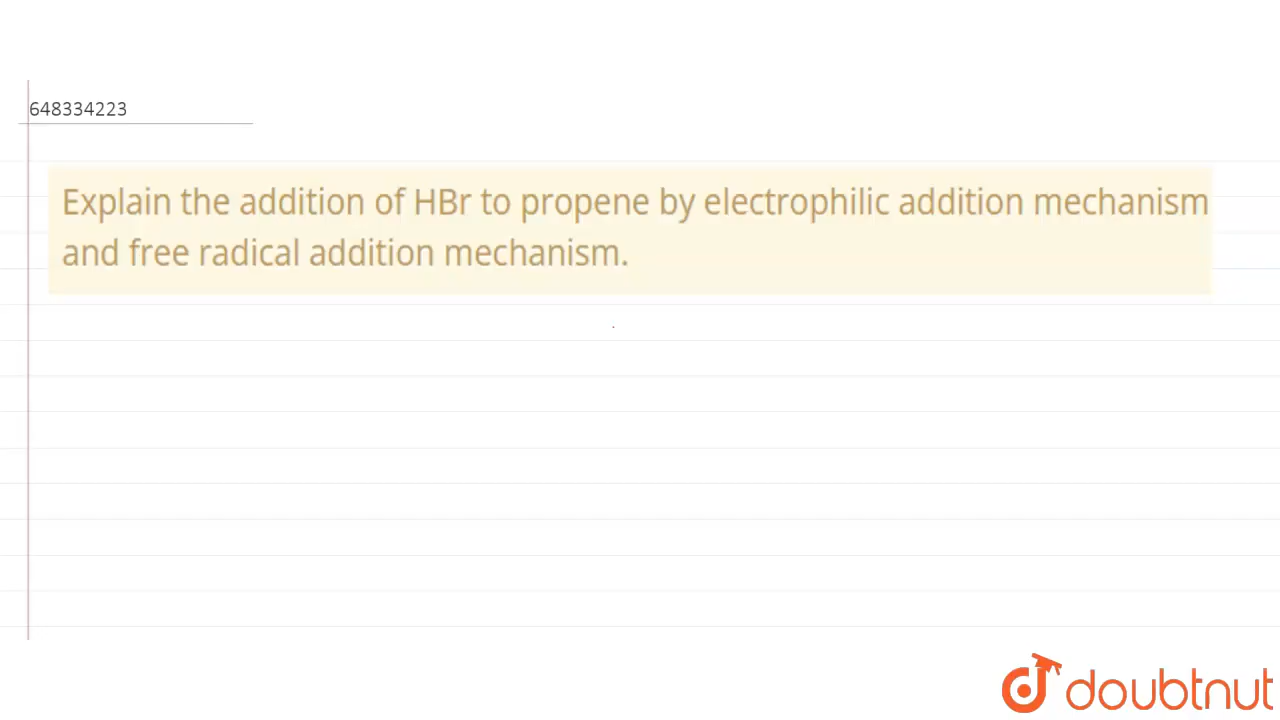 648334223
Explain the addition of HBr to propene by electrophilic addition mechanism
and free radical addition mechanism.
doubtnut